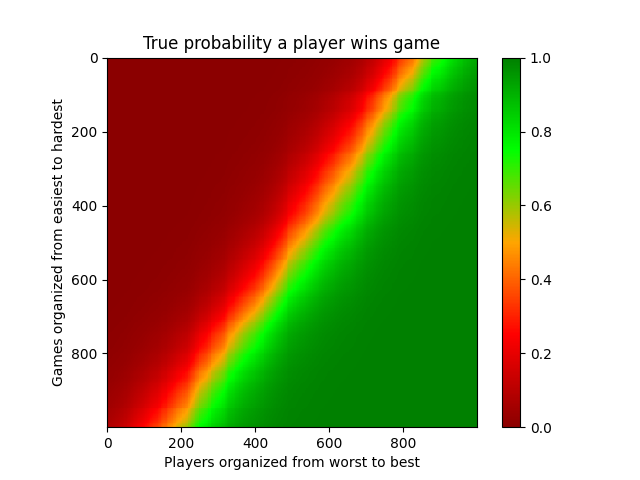 True probability a player wins game
0
200
400
600
800
Games organized from easiest to hardest
0 200 400 600 800
Players organized from worst to best
1.0
0.8
0.6
0.4
0.2
0.0